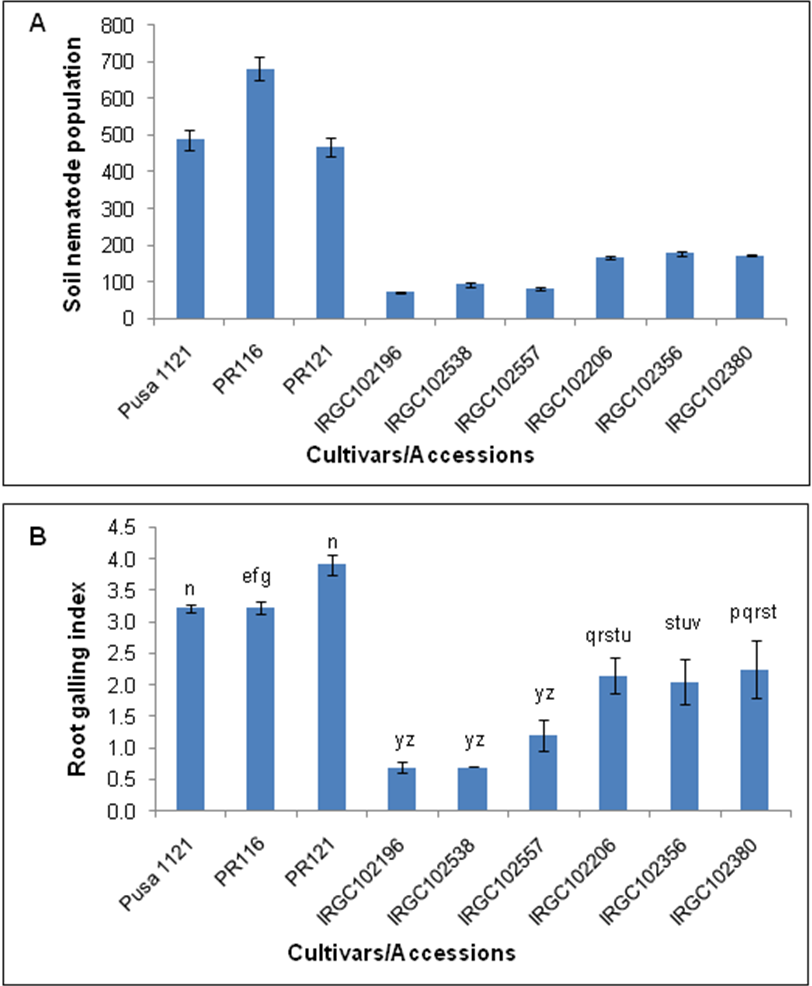 A
Soil nematode population
800
700
600
500
400
300
200
100
0
Pusa 1121
PR116
PR121
IRGC102196
IRGC102538
IRGC102557
IRGC102206
IRGC102356
IRGC102380
Cultivars/Accessions
B
Root galling index
4.5
4.0
3.5
3.0
2.5
2.0
1.5
1.0
0.5
0.0
n
efg
n
yz
yz
yz
qrstu
stuv
pqrst
Pusa 1121
PR116
PR121
IRGC102196
IRGC102538
IRGC102557
IRGC102206
IRGC102356
IRGC102380
Cultivars/Accessions